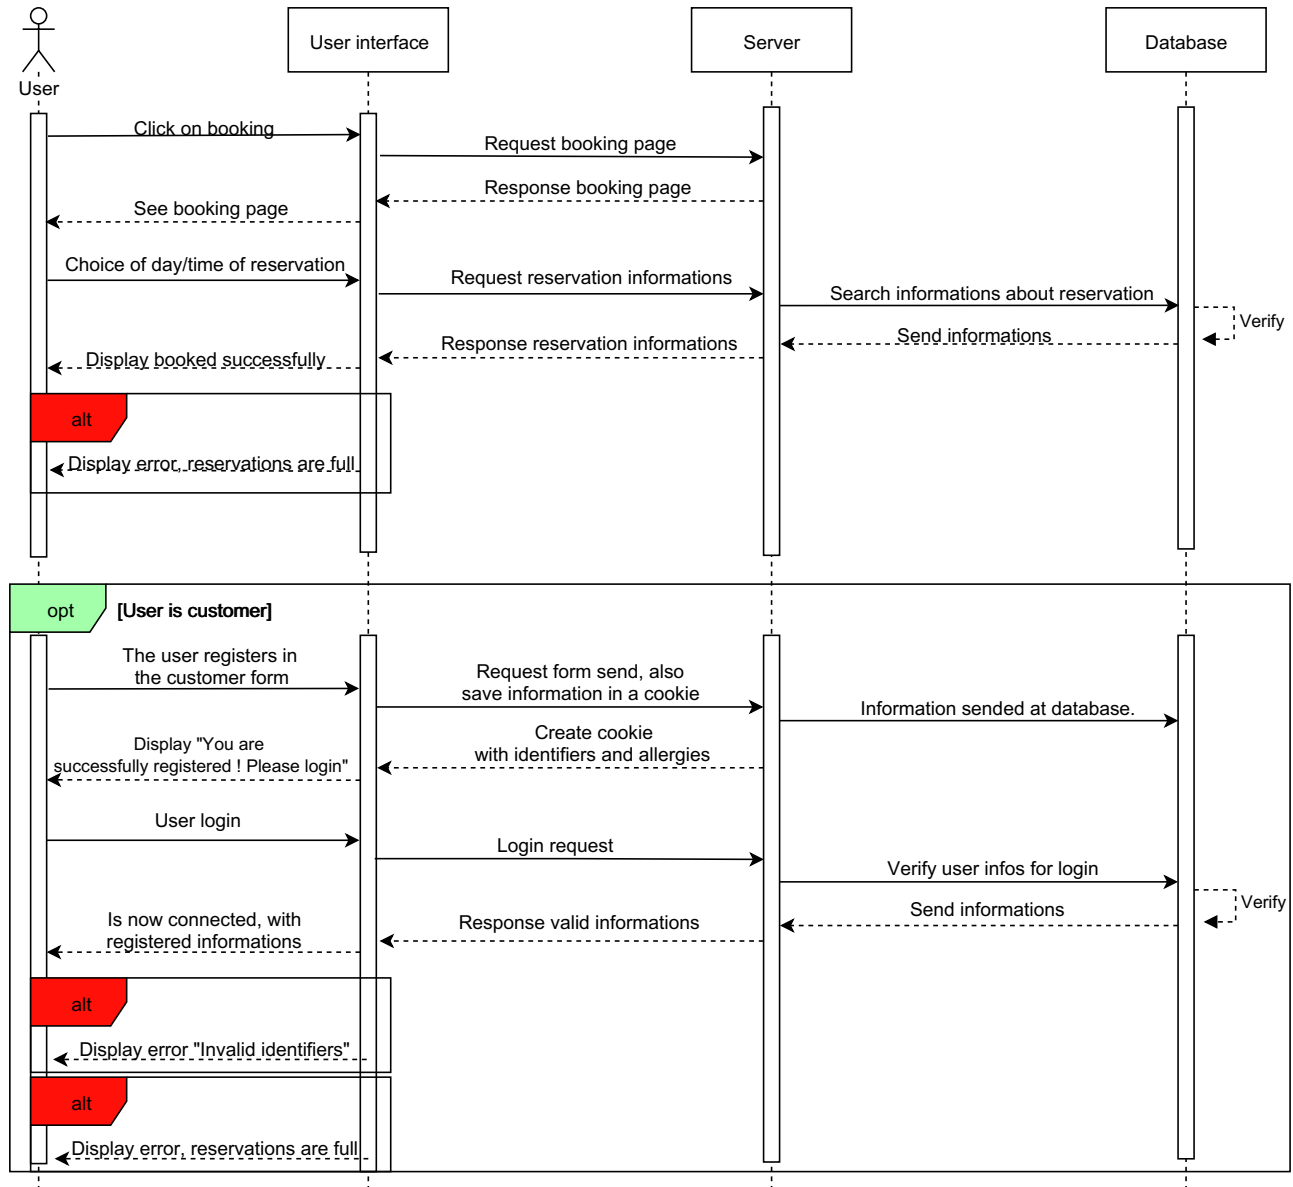 User
User interface
Server
Database
Click on booking
Request booking page
Response booking page
See booking page
Choice of day/time of reservation
Request reservation informations
Search informations about reservation
Verify
Send informations
Response reservation informations
Display booked successfully
alt
Display error, reservations are full
opt
[User is customer]
The user registers in
the customer form
Request form send, also
save information in a cookie
Information sended at database.
Create cookie
with identifiers and allergies
Display "You are
successfully registered ! Please login"
User login
Login request
Verify user infos for login
Verify
Send informations
Response valid informations
Is now connected, with
registered informations
alt
Display error "Invalid identifiers"
alt
Display error, reservations are full